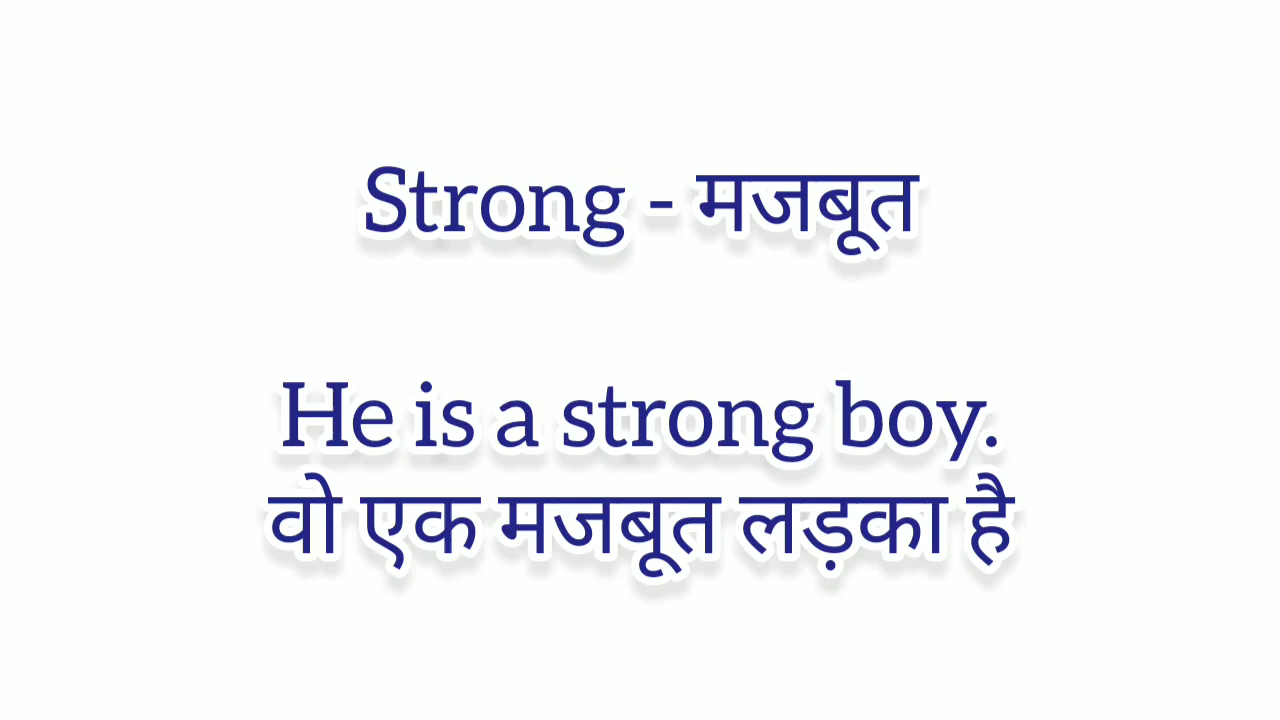 Strong - मजबूत
He is a strong boy.
वो एक मजबूत लड़का है